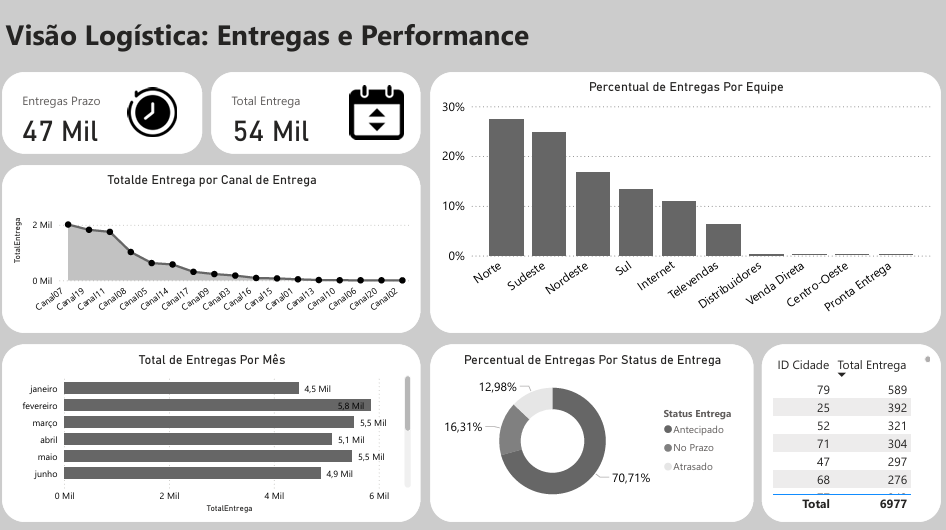 Visão Logística: Entregas e Performance
Entregas Prazo
47 Mil
Total Entrega
54 Mil
Percentual de Entregas Por Equipe
30%
20%
10%
0%
Norte
Sudeste
Nordeste
Sul
Internet
Televendas
Distribuidores
Venda Direta
Centro-Oeste
Pronta Entrega
Totalde Entrega por Canal de Entrega
TotalEntrega
2 Mil
0 Mil
Canal07
Canal19
Canal11
Canal08
Canal05
Canal14
Canal17
Canal09
Canal03
Canal16
Canal15
Canal01
Canal13
Canal10
Canal06
Canal20
Canal02
Total de Entregas Por Mês
janeiro 4,5 Mil
fevereiro 5,8 Mil
março 5,5 Mil
abril 5,1 Mil
maio 5,5 Mil
junho 4,9 Mil
0 Mil 2 Mil 4 Mil 6 Mil
TotalEntrega
Percentual de Entregas Por Status de Entrega
12,98%
16,31%
70,71%
Status Entrega
Antecipado
No Prazo
Atrasado
ID Cidade Total Entrega
79 589
25 392
52 321
71 304
47 297
68 276
Total 6977